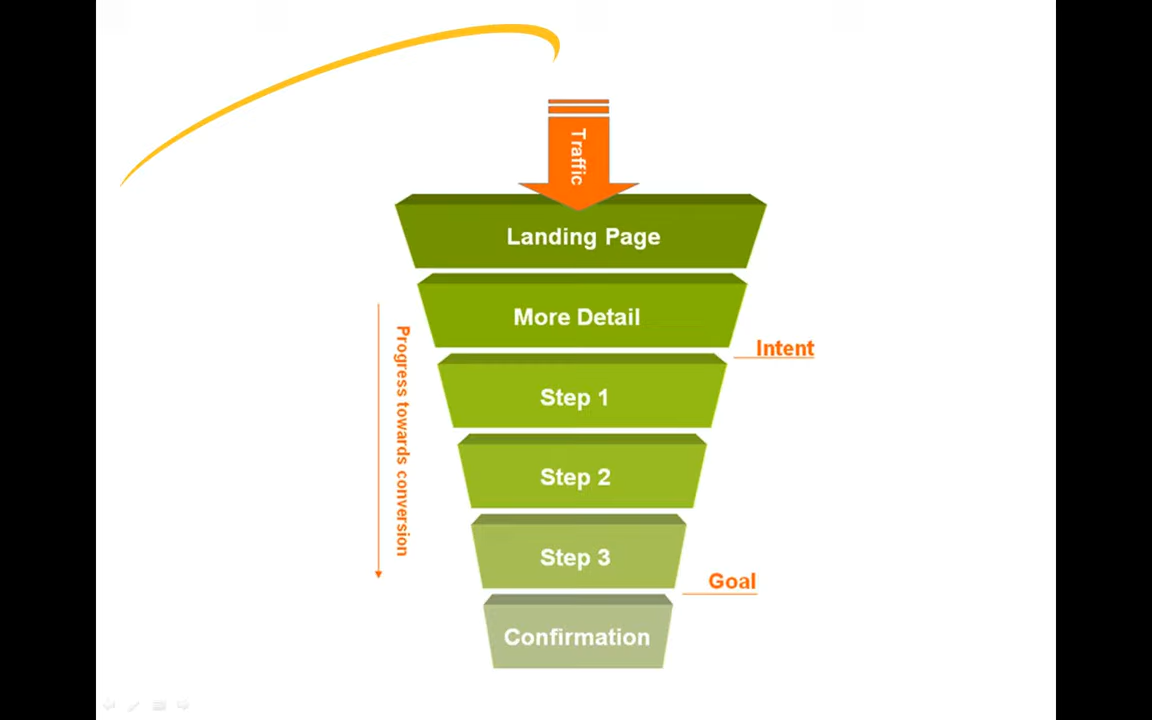 Traffic
Landing Page
More Detail
Intent
Step 1
Progress towards conversion
Step 2
Step 3
Goal
Confirmation